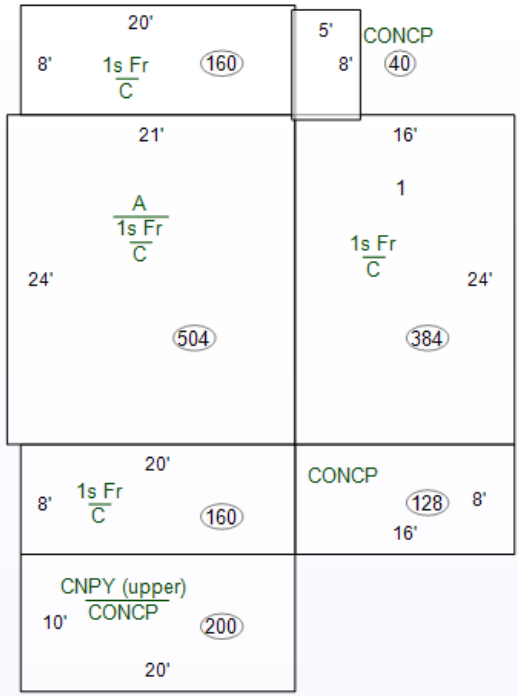 20'
8'
1s Fr
C
160
5'
8'
CONCP
40
21'
A
1s Fr
C
24'
504
16'
1
1s Fr
C
24'
384
20'
8'
1s Fr
C
160
CONCP
128
8'
16'
CNPY (upper)
CONCP
10'
200
20'